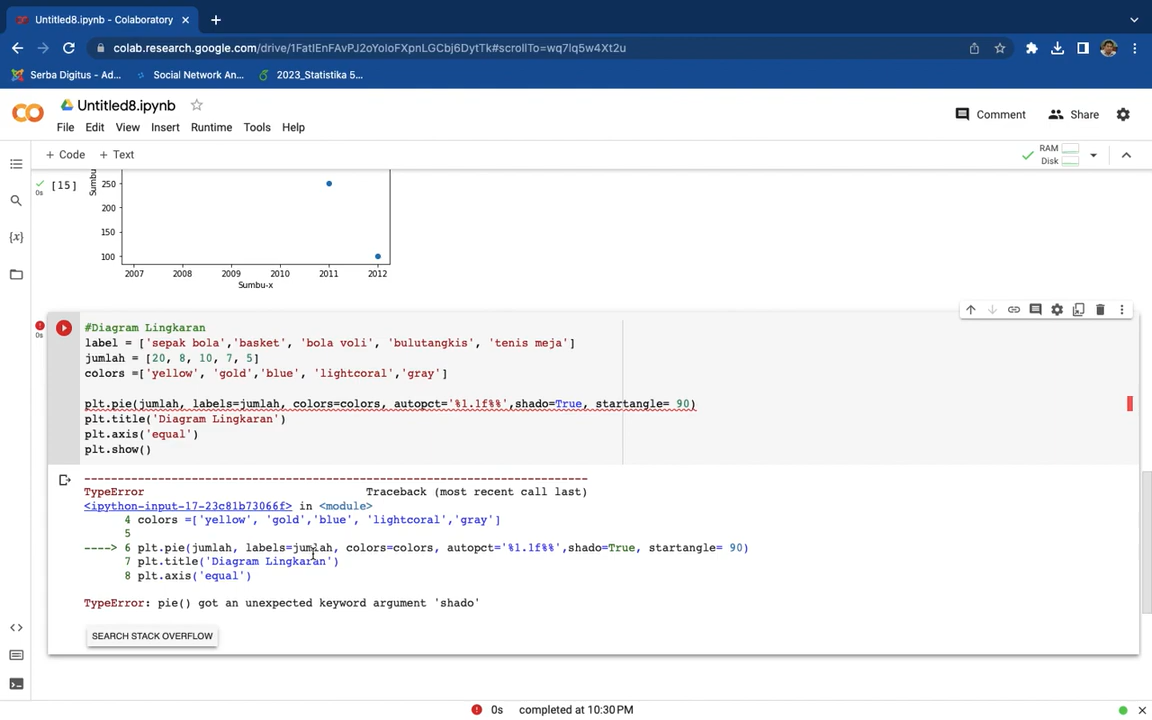 Untitled8.ipynb - Colaboratory
colab.research.google.com/drive/1FatIEnFAvPJ2oYoloFXpnLGCbj6DytTk#scrollTo=wq7lq5w4Xt2u
Serba Digitus - Ad... Social Network An... 2023_Statistika 5...
CO Untitled8.ipynb
Comment Share
File Edit View Insert Runtime Tools Help
+ Code + Text
RAM
Disk
0s [15]
250
200
150
100
2007 2008 2009 2010 2011 2012
Sumbu-x
0s
#Diagram Lingkaran
label = ['sepak bola','basket', 'bola voli', 'bulutangkis', 'tenis meja']
jumlah = [20, 8, 10, 7, 5]
colors =['yellow', 'gold','blue', 'lightcoral','gray']
plt.pie(jumlah, labels=jumlah, colors=colors, autopct='%1.1f%%',shado=True, startangle= 90)
plt.title('Diagram Lingkaran')
plt.axis('equal')
plt.show()
---------------------------------------------------------------------------
TypeError Traceback (most recent call last)
<ipython-input-17-23c81b73066f> in <module>
4 colors =['yellow', 'gold','blue', 'lightcoral','gray']
5
----> 6 plt.pie(jumlah, labels=jumlah, colors=colors, autopct='%1.1f%%',shado=True, startangle= 90)
7 plt.title('Diagram Lingkaran')
8 plt.axis('equal')
TypeError: pie() got an unexpected keyword argument 'shado'
SEARCH STACK OVERFLOW
0s completed at 10:30 PM